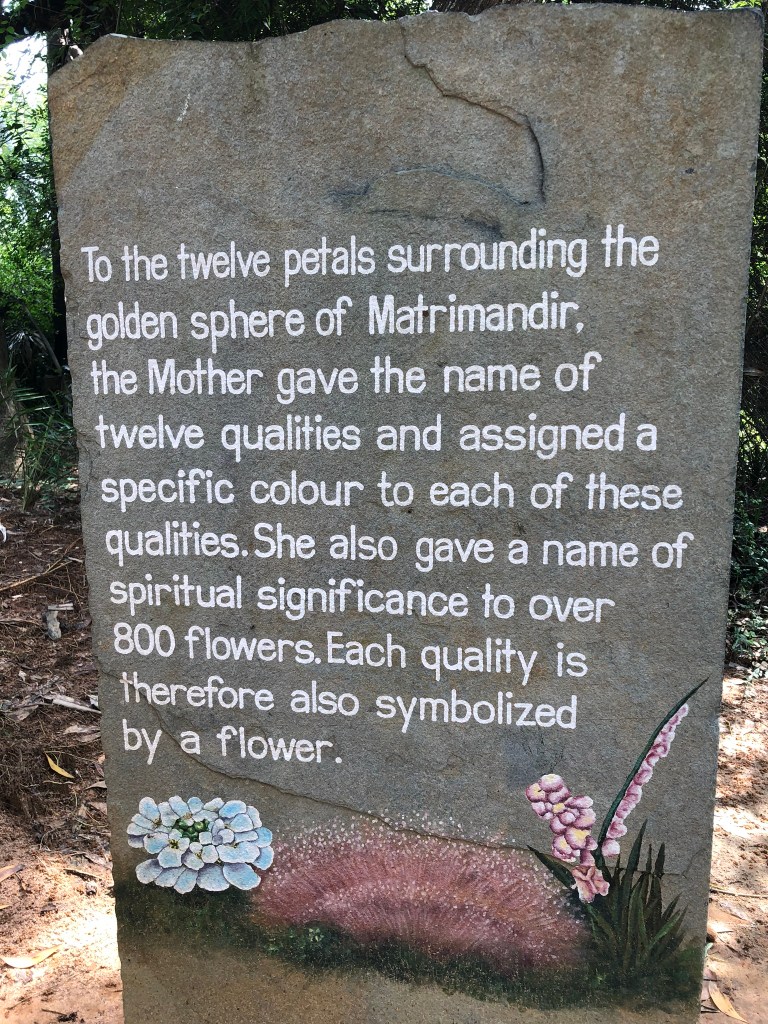 To the twelve petals surrounding the
golden sphere of Matrimandir,
the Mother gave the name of
twelve qualities and assigned a
specific colour to each of these
qualities. She also gave a name of
spiritual significance to over
800 flowers. Each quality is
therefore also symbolized
by a flower.